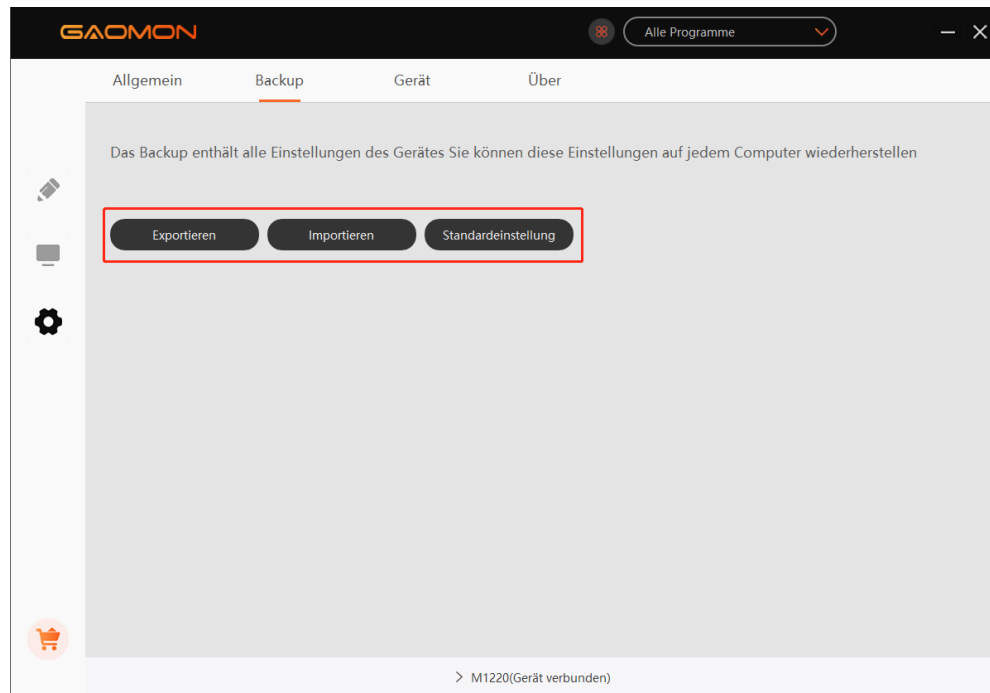 GAOMON
Alle Programme
Allgemein Backup Gerät Über
Das Backup enthält alle Einstellungen des Gerätes Sie können diese Einstellungen auf jedem Computer wiederherstellen
Exportieren Importieren Standardeinstellung
M1220(Gerät verbunden)